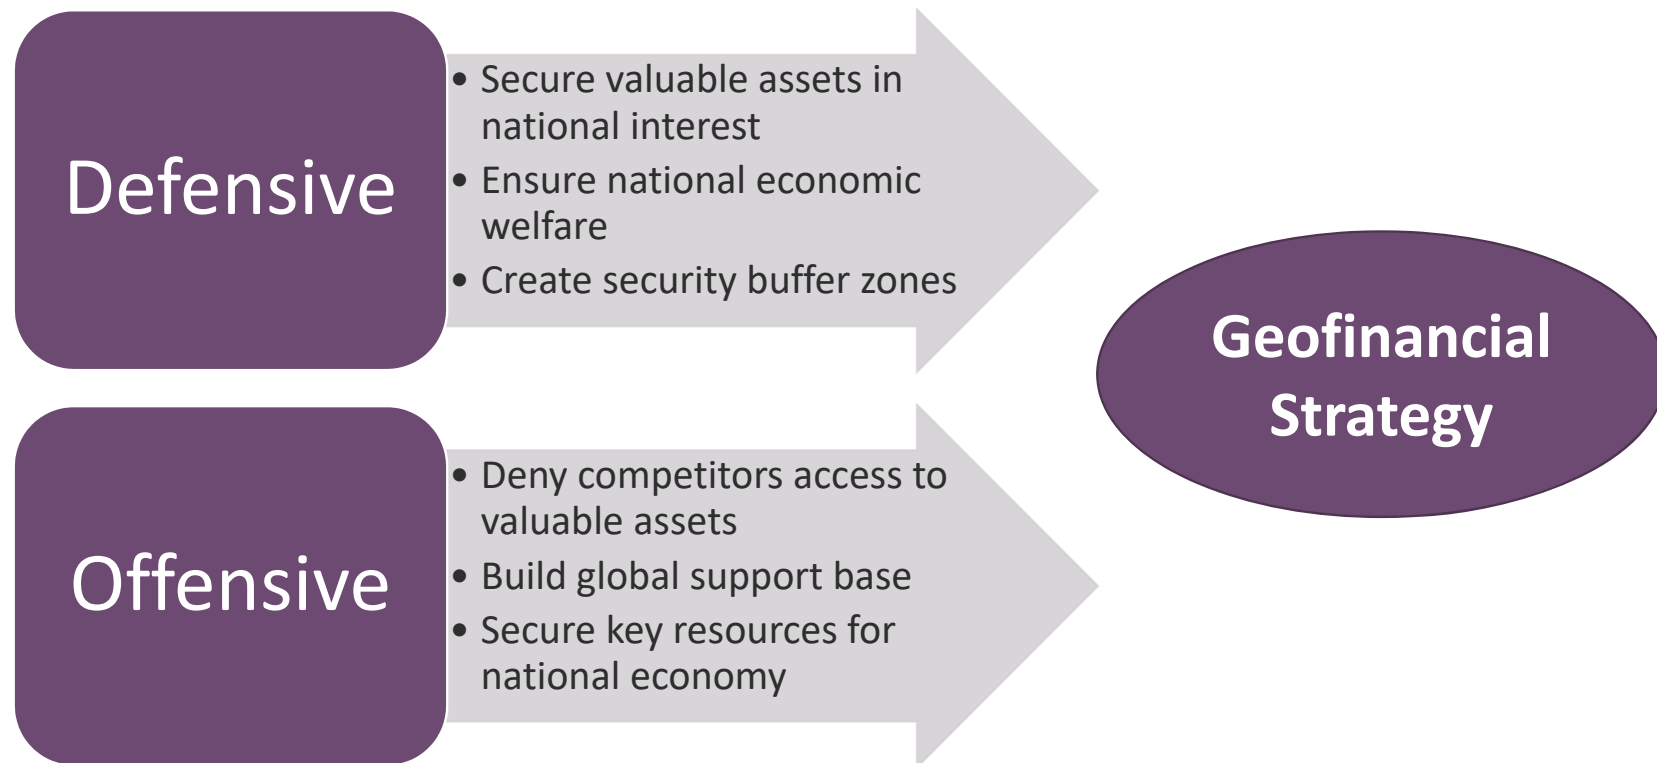 Defensive
• Secure valuable assets in
national interest
• Ensure national economic
welfare
• Create security buffer zones
Offensive
• Deny competitors access to
valuable assets
• Build global support base
• Secure key resources for
national economy
Geofinancial
Strategy